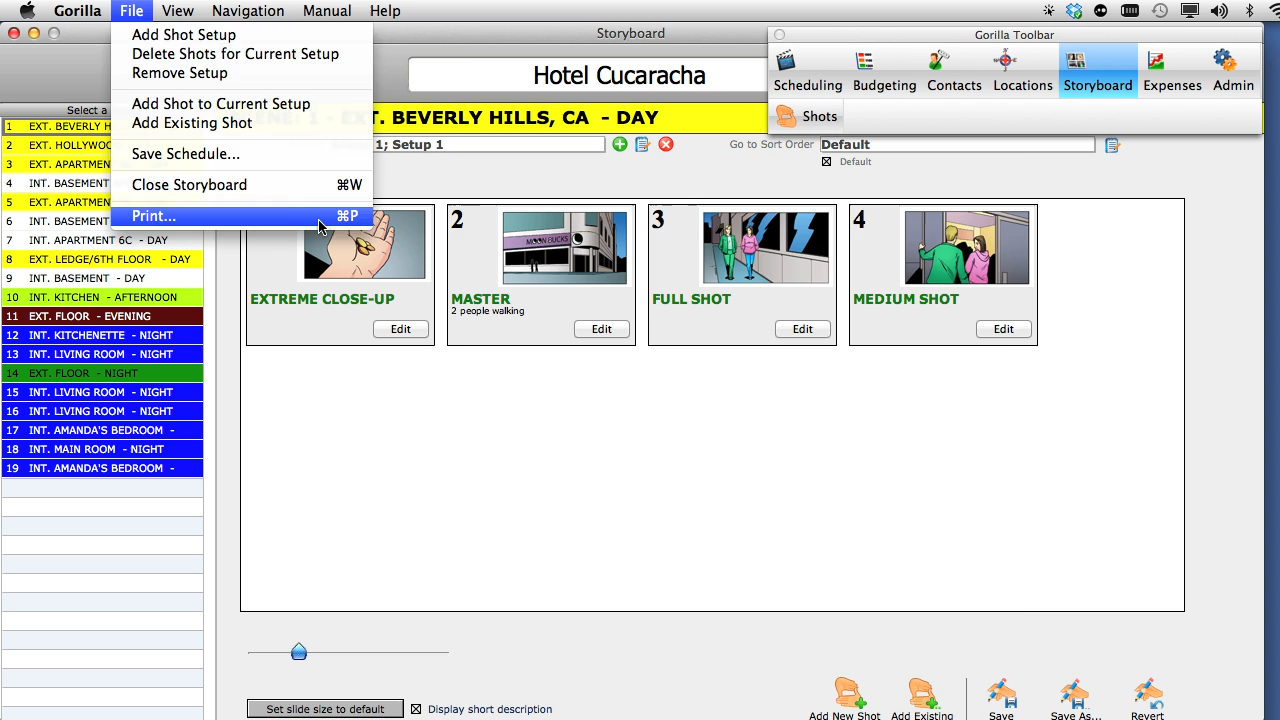 Gorilla File View Navigation Manual Help
Add Shot Setup
Delete Shots for Current Setup
Remove Setup
Add Shot to Current Setup
Add Existing Shot
Save Schedule...
Close Storyboard ⌘W
Print... ⌘P
Storyboard
Hotel Cucaracha
Gorilla Toolbar
Scheduling Budgeting Contacts Locations Storyboard Expenses Admin
Shots
1 - EXT. BEVERLY HILLS, CA - DAY
1; Setup 1
Go to Sort Order Default
Default
Select a
1 EXT. BEVERLY H
2 EXT. HOLLYWOO
3 EXT. APARTMENT
4 INT. BASEMENT
5 EXT. APARTMEN
6 INT. BASEMENT
7 INT. APARTMENT 6C - DAY
8 EXT. LEDGE/6TH FLOOR - DAY
9 INT. BASEMENT - DAY
10 INT. KITCHEN - AFTERNOON
11 EXT. FLOOR - EVENING
12 INT. KITCHENETTE - NIGHT
13 INT. LIVING ROOM - NIGHT
14 EXT. FLOOR - NIGHT
15 INT. LIVING ROOM - NIGHT
16 INT. LIVING ROOM - NIGHT
17 INT. AMANDA'S BEDROOM -
18 INT. MAIN ROOM - NIGHT
19 INT. AMANDA'S BEDROOM -
EXTREME CLOSE-UP
Edit
2
MOON BUCKS
MASTER
2 people walking
Edit
3
FULL SHOT
Edit
4
MEDIUM SHOT
Edit
Set slide size to default
Display short description
Add New Shot Add Existing Save Save As... Revert